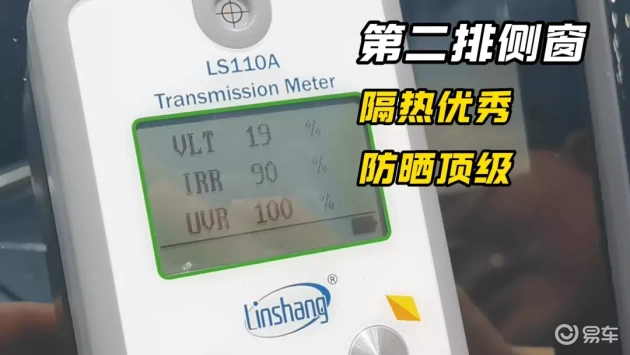 第二排侧窗
隔热优秀
防晒顶级
LS110A
Transmission Meter
VLT 19 %
IRR 90 %
UVR 100 %
Linshang®
易车